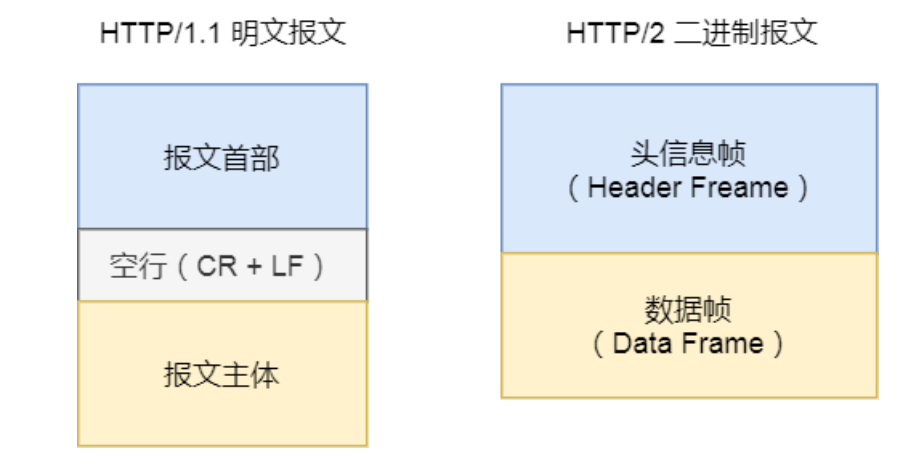 HTTP/1.1 明文报文
HTTP/2 二进制报文
报文首部
空行（CR + LF）
报文主体
头信息帧
（Header Freame）
数据帧
（Data Frame）